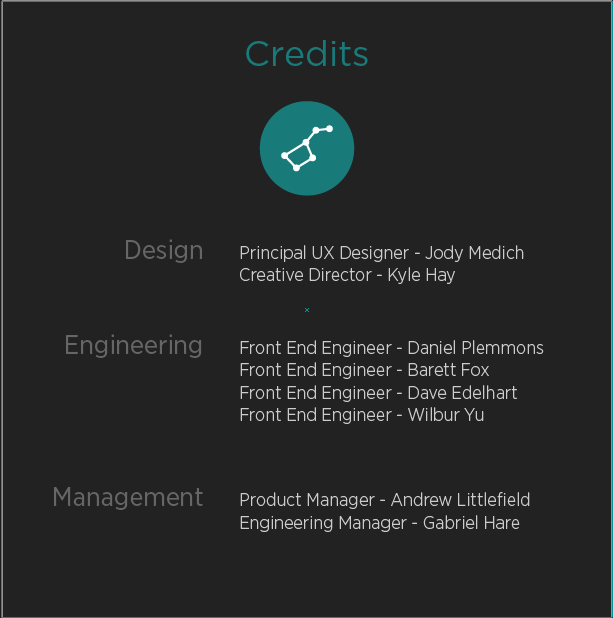 Credits
Design
Principal UX Designer - Jody Medich
Creative Director - Kyle Hay
Engineering
Front End Engineer - Daniel Plemmons
Front End Engineer - Barett Fox
Front End Engineer - Dave Edelhart
Front End Engineer - Wilbur Yu
Management
Product Manager - Andrew Littlefield
Engineering Manager - Gabriel Hare